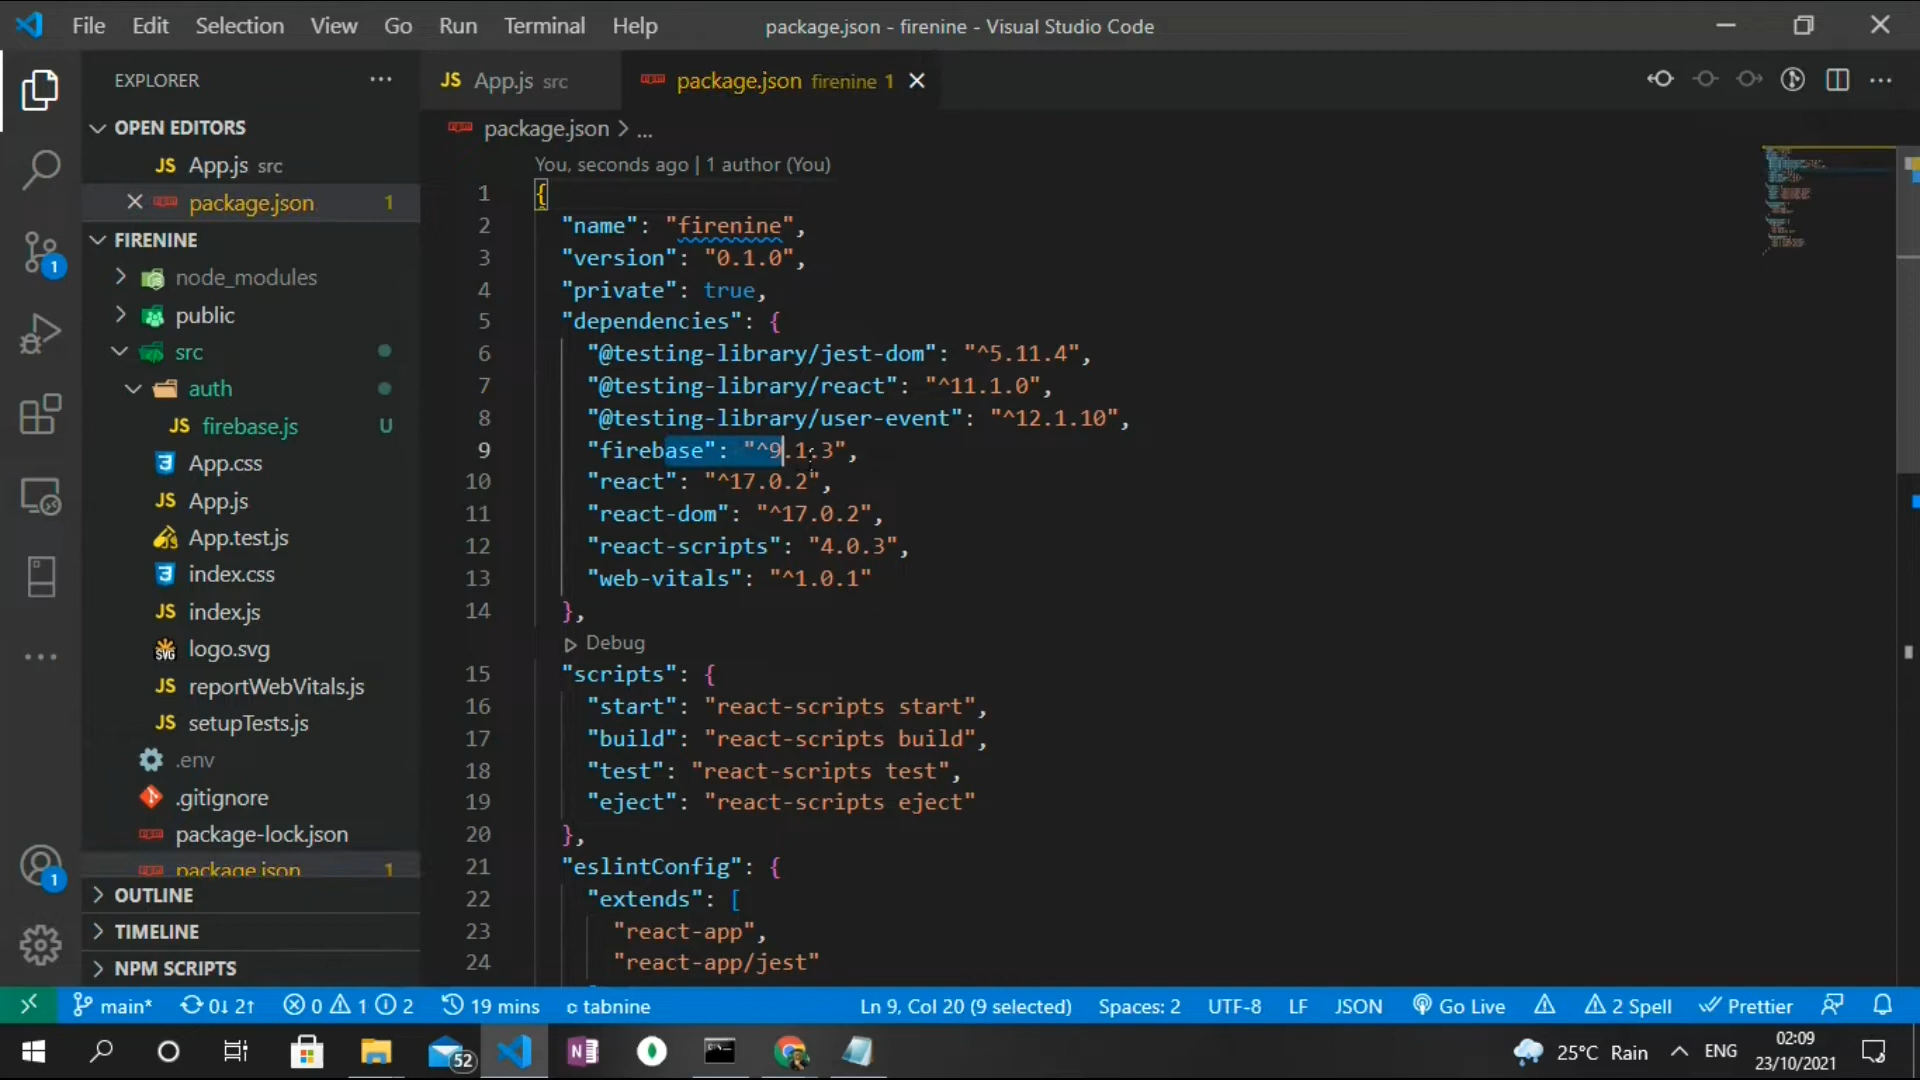 File Edit Selection View Go Run Terminal Help
package.json - firenine - Visual Studio Code
EXPLORER
OPEN EDITORS
JS App.js src
package.json 1
FIRENINE
node_modules
public
src
auth
JS firebase.js U
App.css
JS App.js
App.test.js
index.css
JS index.js
logo.svg
JS reportWebVitals.js
JS setupTests.js
.env
.gitignore
package-lock.json
package.json 1
OUTLINE
TIMELINE
NPM SCRIPTS
JS App.js src
package.json firenine 1
package.json > ...
You, seconds ago | 1 author (You)
1 {
2 "name": "firenine",
3 "version": "0.1.0",
4 "private": true,
5 "dependencies": {
6 "@testing-library/jest-dom": "^5.11.4",
7 "@testing-library/react": "^11.1.0",
8 "@testing-library/user-event": "^12.1.10",
9 "firebase": "^9.1.3",
10 "react": "^17.0.2",
11 "react-dom": "^17.0.2",
12 "react-scripts": "4.0.3",
13 "web-vitals": "^1.0.1"
14 },
Debug
15 "scripts": {
16 "start": "react-scripts start",
17 "build": "react-scripts build",
18 "test": "react-scripts test",
19 "eject": "react-scripts eject"
20 },
21 "eslintConfig": {
22 "extends": [
23 "react-app",
24 "react-app/jest"
1
1
main* 0↓ 2↑ 0 1 2 19 mins tabnine
Ln 9, Col 20 (9 selected) Spaces: 2 UTF-8 LF JSON Go Live 2 Spell Prettier
52
25°C Rain ENG
02:09
23/10/2021